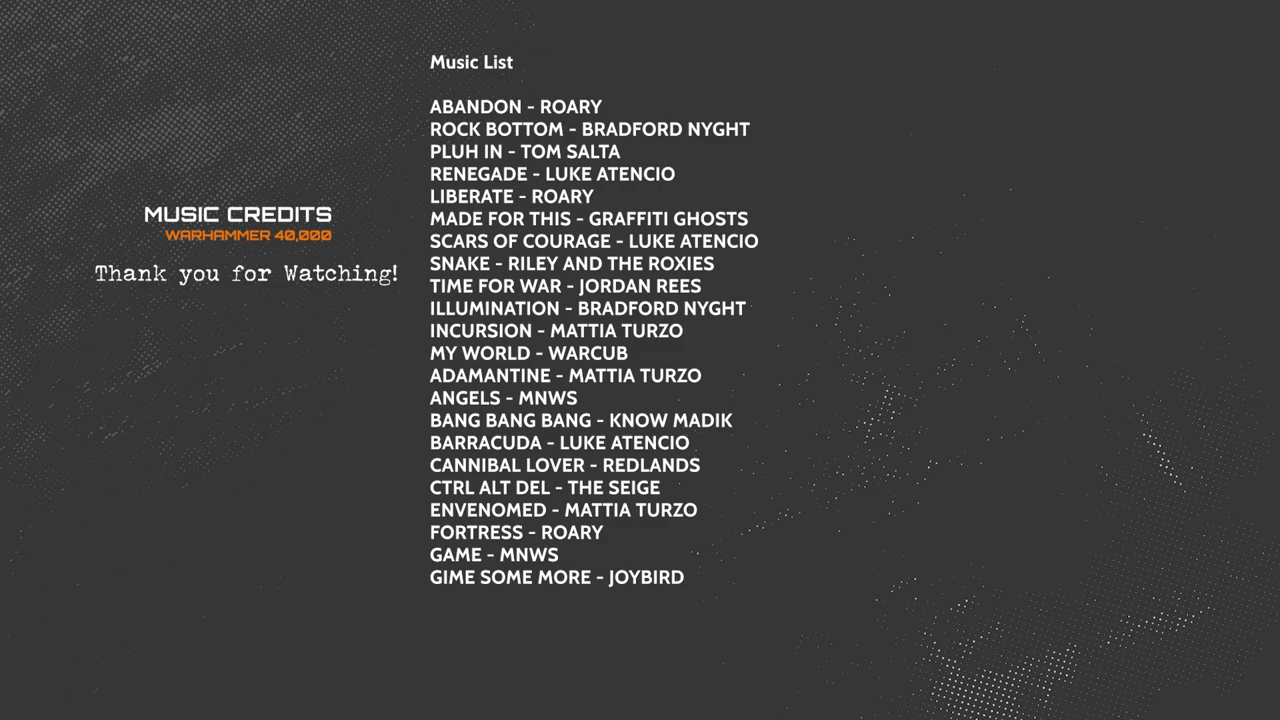 MUSIC CREDITS
WARHAMMER 40,000
Thank you for Watching!
Music List
ABANDON - ROARY
ROCK BOTTOM - BRADFORD NYGHT
PLUH IN - TOM SALTA
RENEGADE - LUKE ATENCIO
LIBERATE - ROARY
MADE FOR THIS - GRAFFITI GHOSTS
SCARS OF COURAGE - LUKE ATENCIO
SNAKE - RILEY AND THE ROXIES
TIME FOR WAR - JORDAN REES
ILLUMINATION - BRADFORD NYGHT
INCURSION - MATTIA TURZO
MY WORLD - WARCUB
ADAMANTINE - MATTIA TURZO
ANGELS - MNWS
BANG BANG BANG - KNOW MADIK
BARRACUDA - LUKE ATENCIO
CANNIBAL LOVER - REDLANDS
CTRL ALT DEL - THE SEIGE
ENVENOMED - MATTIA TURZO
FORTRESS - ROARY
GAME - MNWS
GIME SOME MORE - JOYBIRD